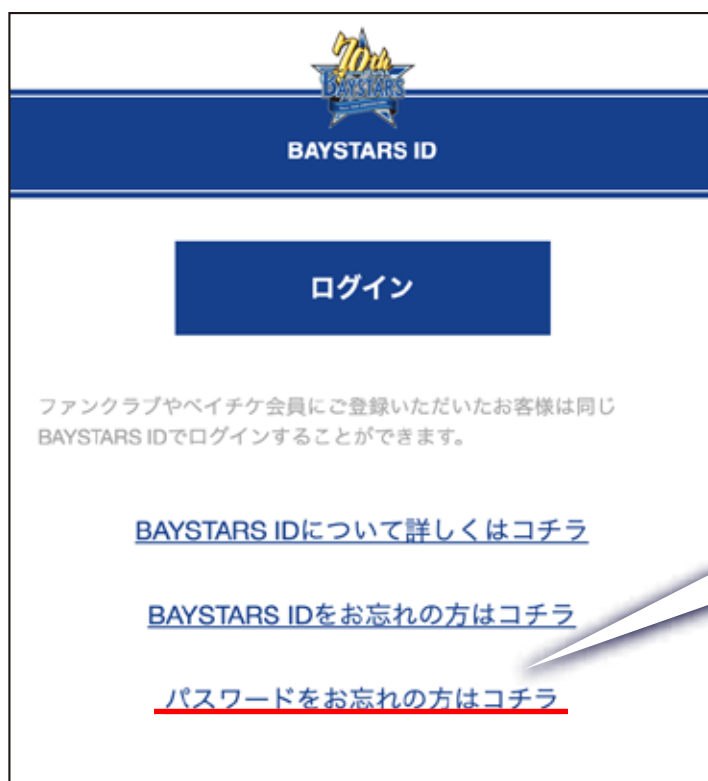 70th
BAYSTARS
BAYSTARS ID
ログイン
ファンクラブやベイチケ会員にご登録いただいたお客様は同じ
BAYSTARS IDでログインすることができます。
BAYSTARS IDについて詳しくはコチラ
BAYSTARS IDをお忘れの方はコチラ
パスワードをお忘れの方はコチラ